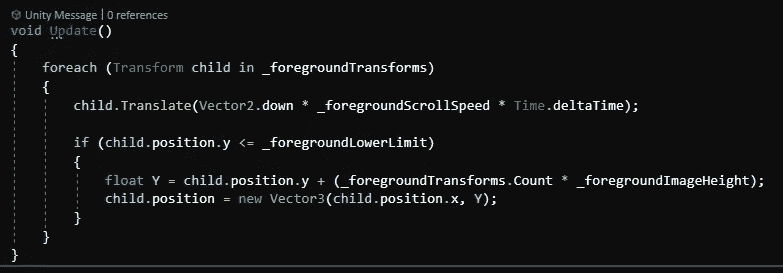 Unity Message | 0 references
void Update()
{
foreach (Transform child in _foregroundTransforms)
{
child.Translate(Vector2.down * _foregroundScrollSpeed * Time.deltaTime);
if (child.position.y <= _foregroundLowerLimit)
{
float Y = child.position.y + (_foregroundTransforms.Count * _foregroundImageHeight);
child.position = new Vector3(child.position.x, Y);
}
}
}